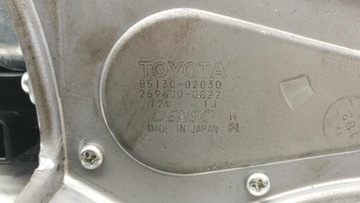 TOYOTA
85130-02030
259600-0822
12V 1J
DENSO
MADE IN JAPAN